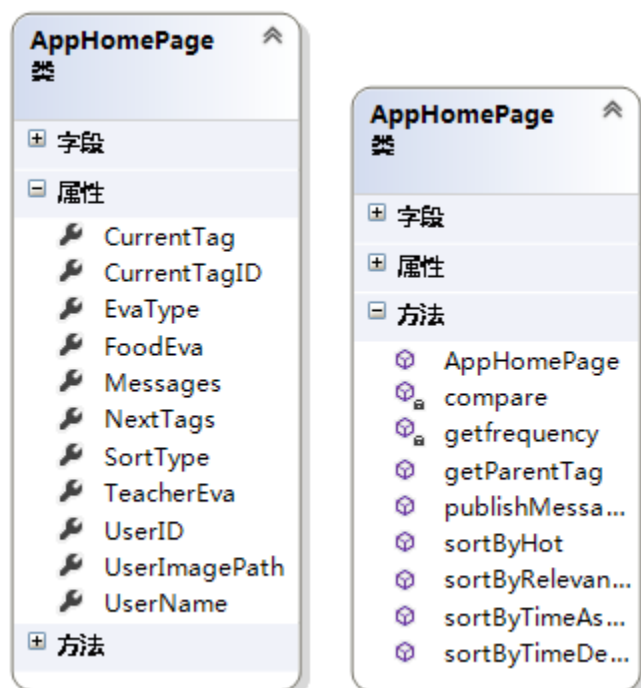 AppHomePage
类
字段
属性
CurrentTag
CurrentTagID
EvaType
FoodEva
Messages
NextTags
SortType
TeacherEva
UserID
UserImagePath
UserName
方法
AppHomePage
类
字段
属性
方法
AppHomePage
compare
getfrequency
getParentTag
publishMessa...
sortByHot
sortByRelevan...
sortByTimeAs...
sortByTimeDe...